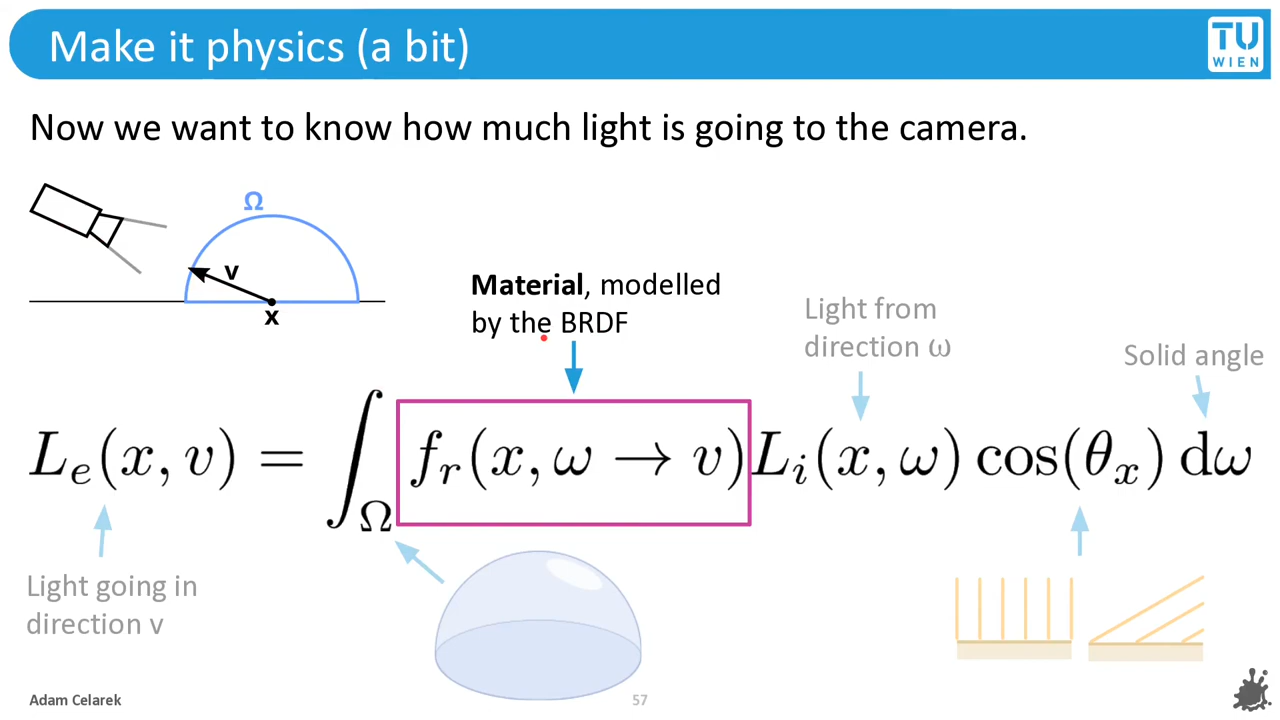 Make it physics (a bit)
TU
WIEN
Now we want to know how much light is going to the camera.
Ω
v
x
Material, modelled
by the BRDF
Light from
direction ω
Solid angle
L_e(x, v) = ∫_Ω f_r(x, ω → v) L_i(x, ω) cos(θ_x) dω
Light going in
direction v
Adam Celarek
57